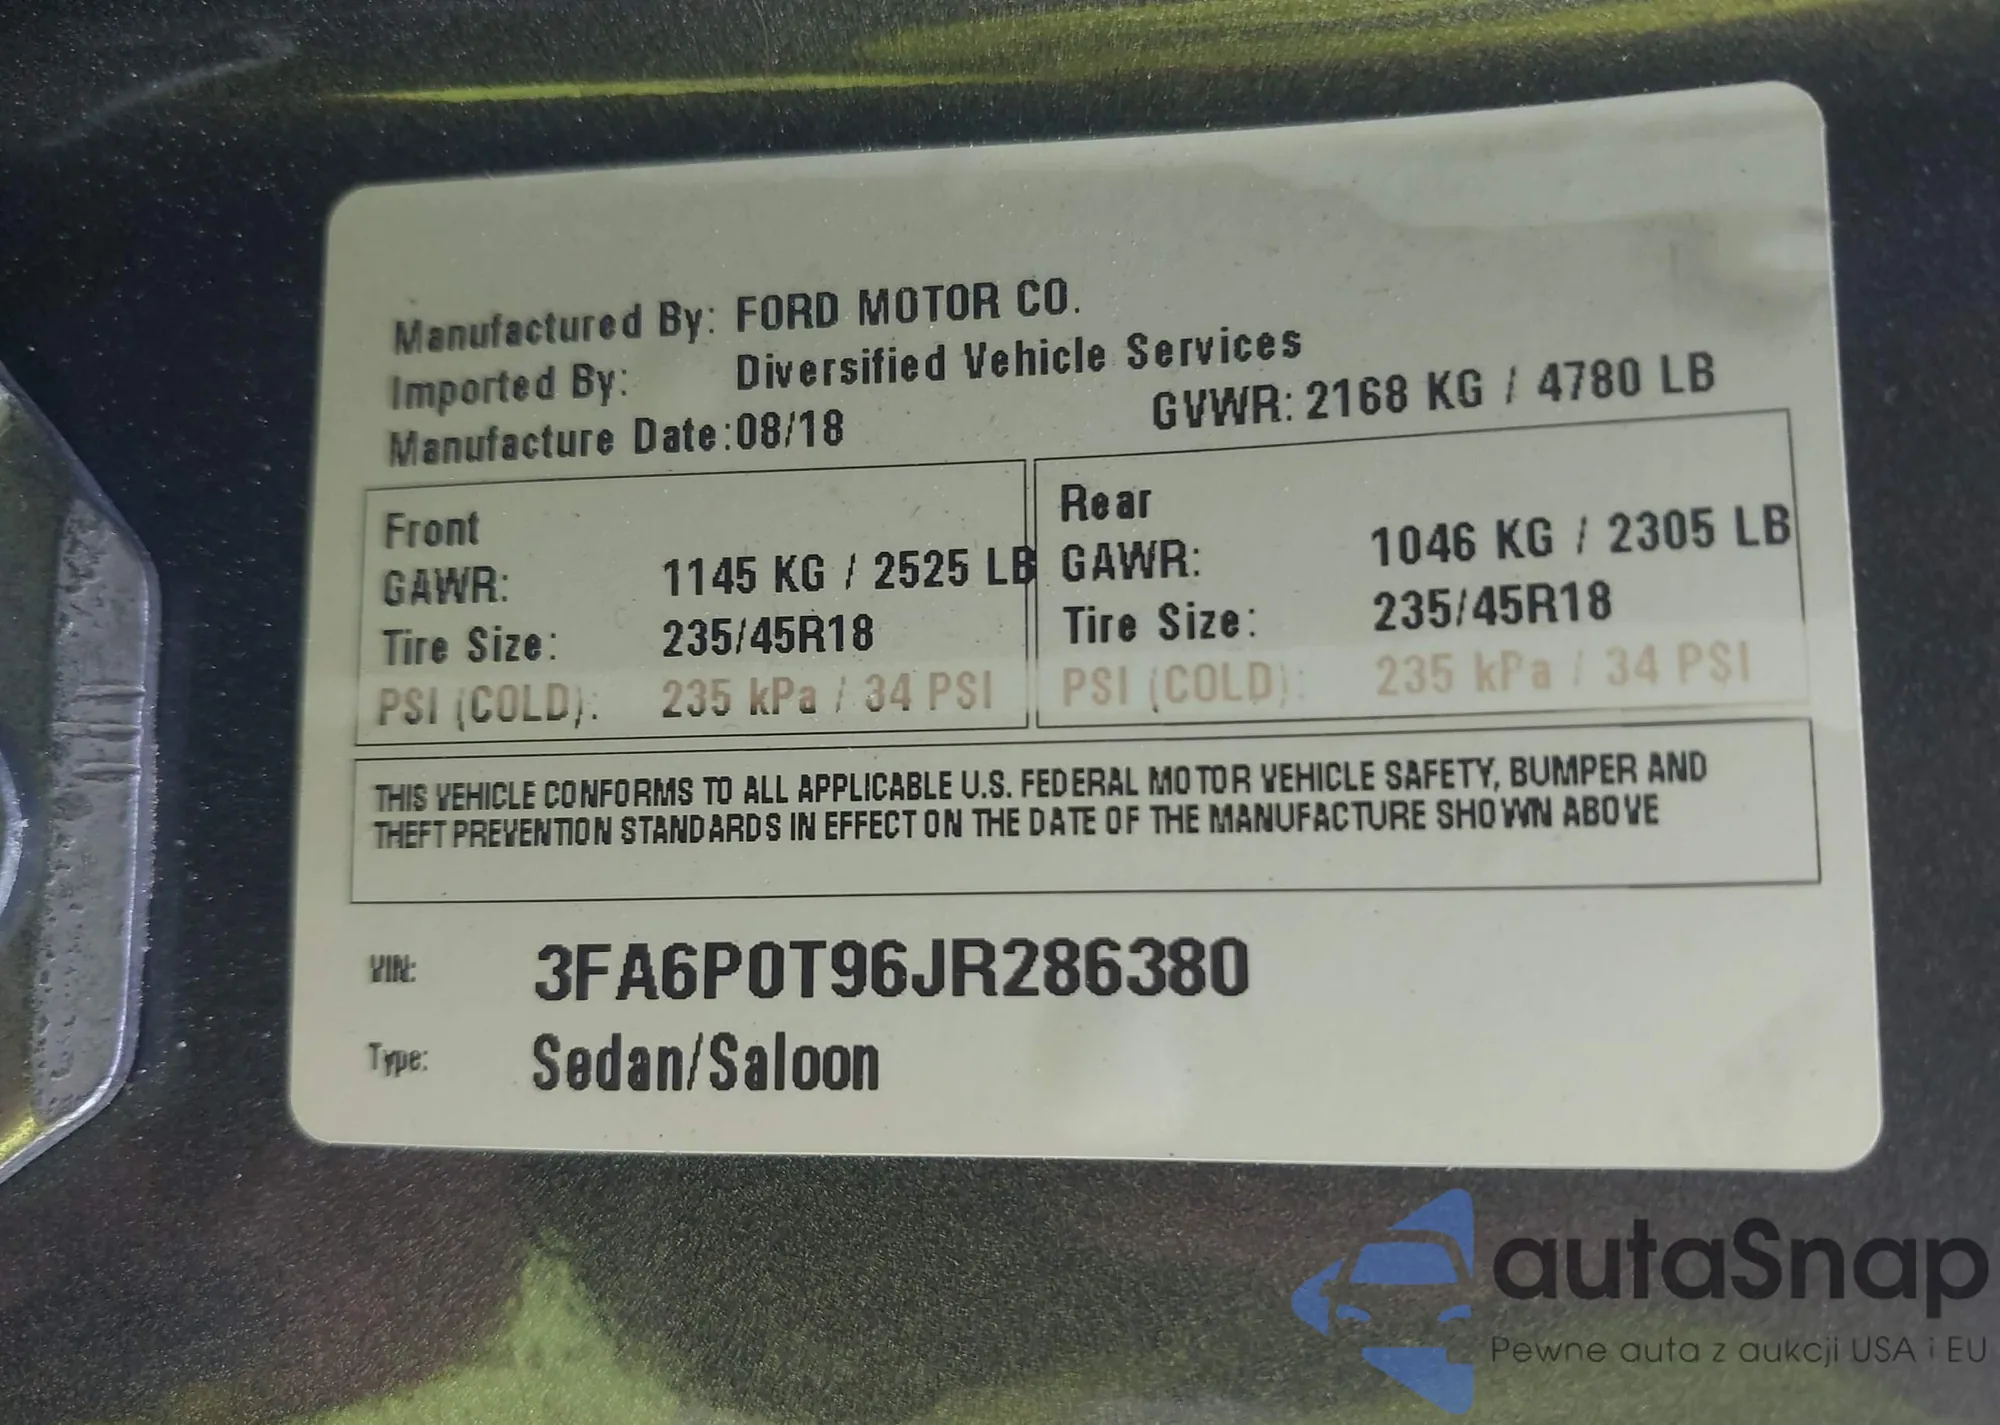 Manufactured By: FORD MOTOR CO.
Imported By: Diversified Vehicle Services
Manufacture Date:08/18 GVWR: 2168 KG / 4780 LB
Front
GAWR: 1145 KG / 2525 LB
Tire Size: 235/45R18
PSI (COLD): 235 kPa / 34 PSI
Rear
GAWR: 1046 KG / 2305 LB
Tire Size: 235/45R18
PSI (COLD): 235 kPa / 34 PSI
THIS VEHICLE CONFORMS TO ALL APPLICABLE U.S. FEDERAL MOTOR VEHICLE SAFETY, BUMPER AND
THEFT PREVENTION STANDARDS IN EFFECT ON THE DATE OF THE MANUFACTURE SHOWN ABOVE
VIN: 3FA6P0T96JR286380
Type: Sedan/Saloon
autaSnap
Pewne auta z aukcji USA i EU